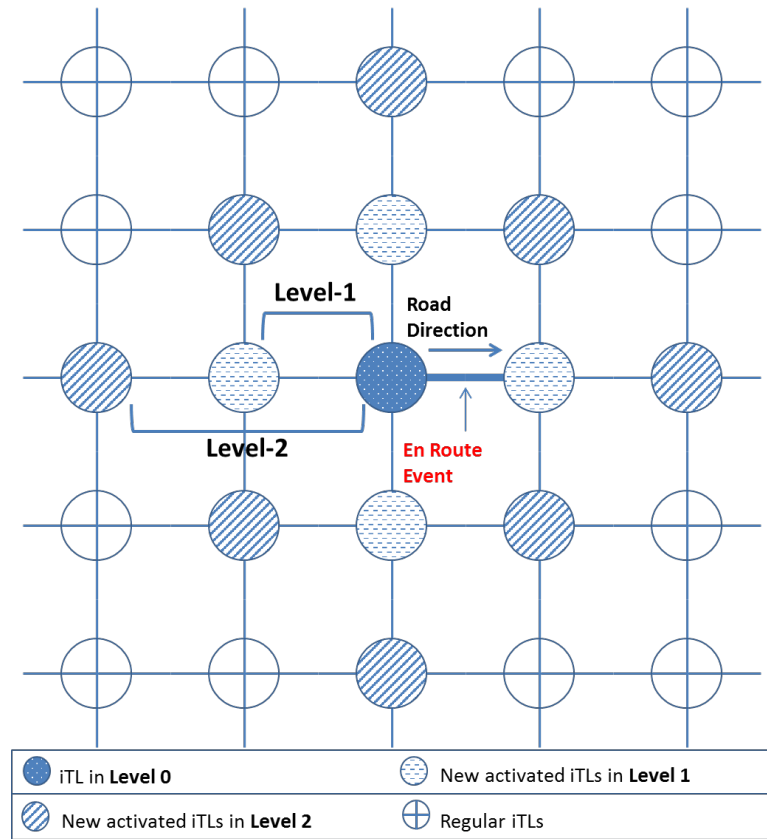 Level-1
Road
Direction
Level-2
En Route
Event
iTL in Level 0
New activated iTLs in Level 1
New activated iTLs in Level 2
Regular iTLs